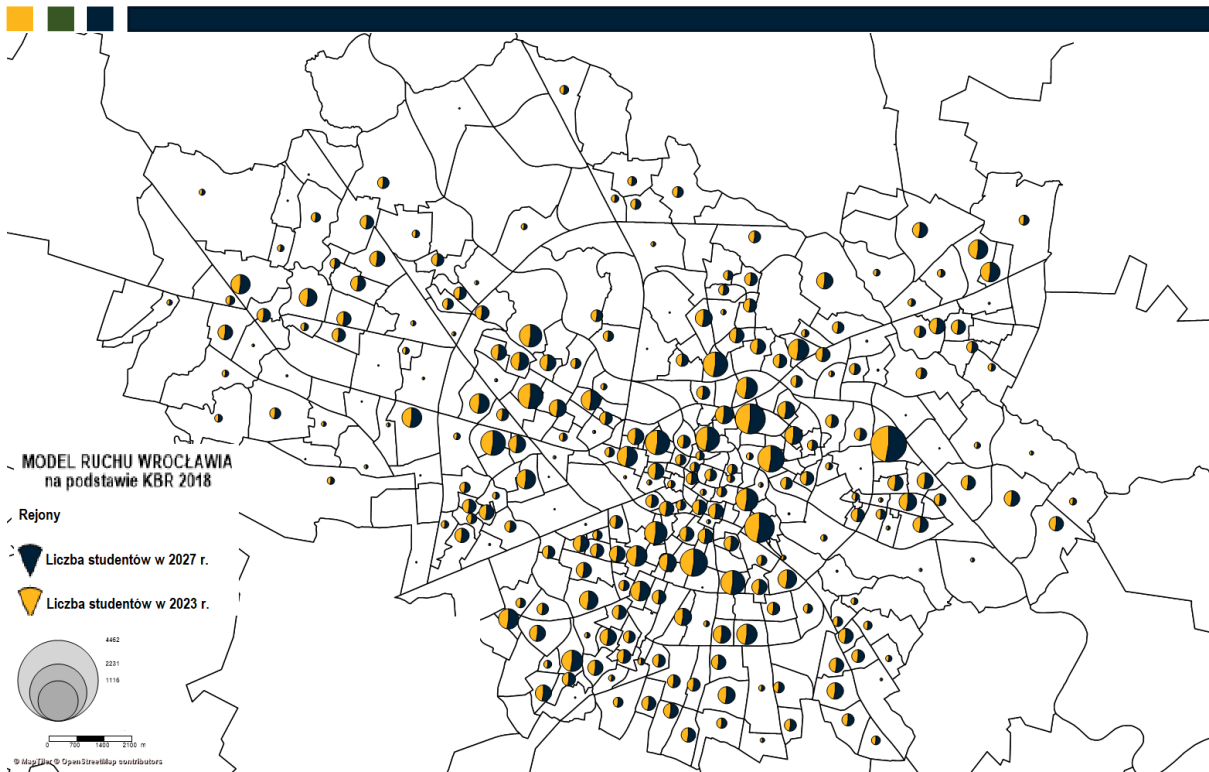 MODEL RUCHU WROCŁAWIA
na podstawie KBR 2018
Rejony
Liczba studentów w 2027 r.
Liczba studentów w 2023 r.
4462
2231
1116
0 700 1400 2100 m
© MapTiler © OpenStreetMap contributors